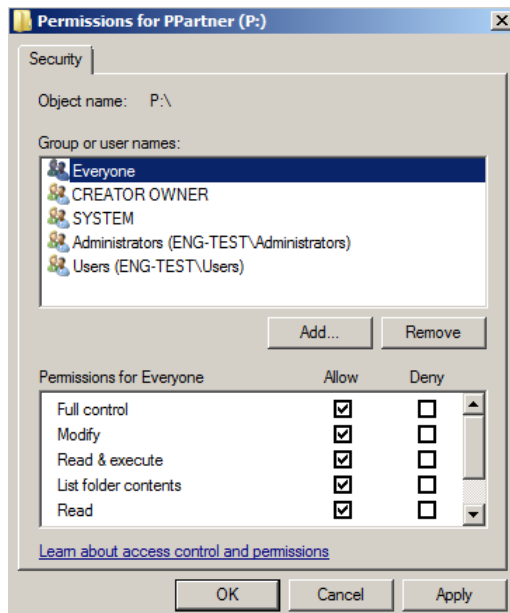 Permissions for PPartner (P:)
Security
Object name: P:\
Group or user names:
Everyone
CREATOR OWNER
SYSTEM
Administrators (ENG-TEST\Administrators)
Users (ENG-TEST\Users)
Add... Remove
Permissions for Everyone Allow Deny
Full control
Modify
Read & execute
List folder contents
Read
Learn about access control and permissions
OK Cancel Apply